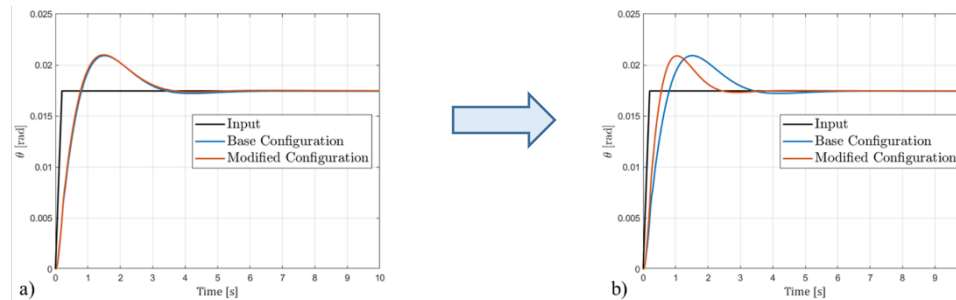 0.025
0.02
0.015
0.01
0.005
0
θ [rad]
Input
Base Configuration
Modified Configuration
0 1 2 3 4 5 6 7 8 9 10
Time [s]
a)
0.025
0.02
0.015
0.01
0.005
0
θ [rad]
Input
Base Configuration
Modified Configuration
0 1 2 3 4 5 6 7 8 9
Time [s]
b)